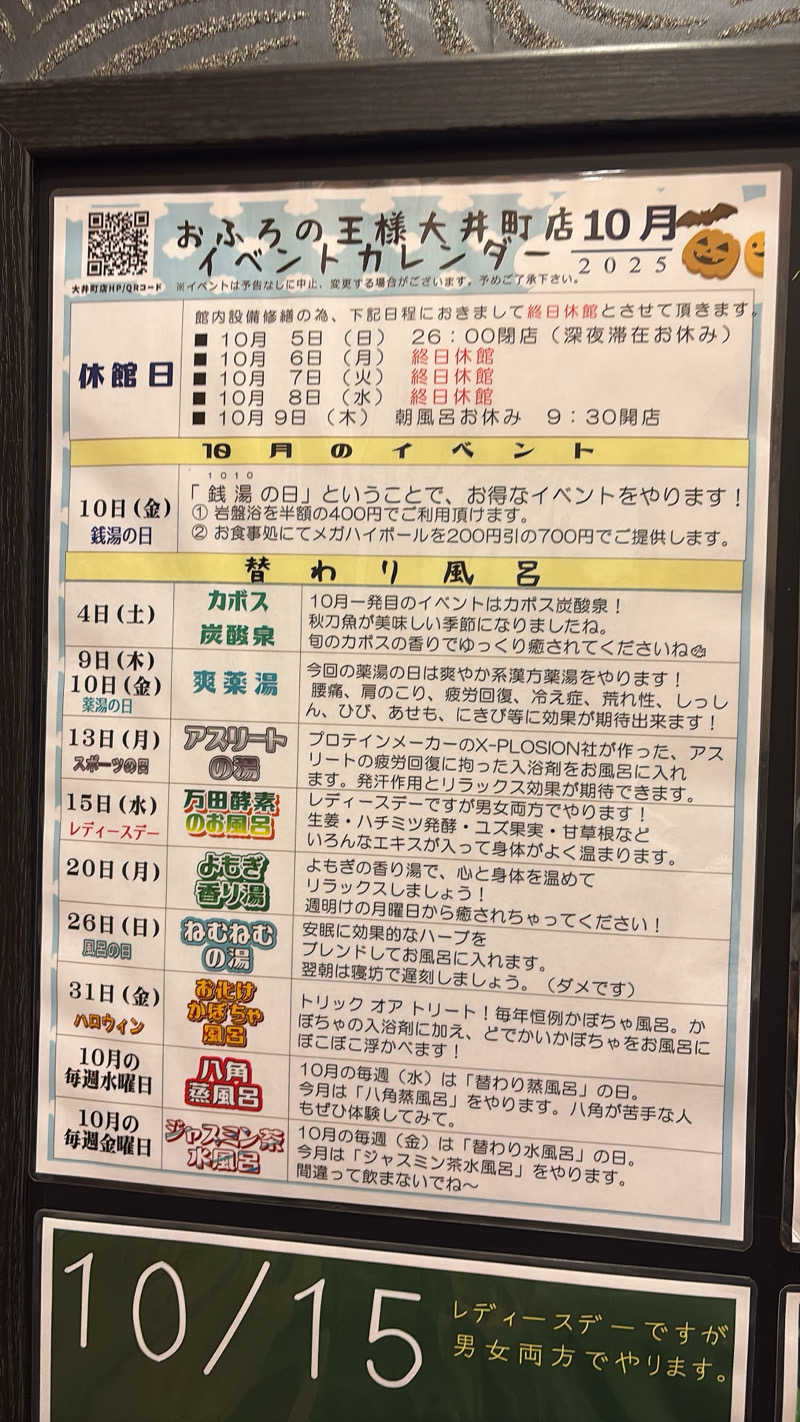 おふろの王様大井町店
イベントカレンダー
10月
2025
大井町店HP/QRコード
※イベントは予告なしに中止、変更する場合がございます。予めご了承下さい。
休館日
館内設備修繕の為、下記日程におきまして終日休館とさせて頂きます。
■ 10月 5日（日） 26：00閉店（深夜滞在お休み）
■ 10月 6日（月） 終日休館
■ 10月 7日（火） 終日休館
■ 10月 8日（水） 終日休館
■ 10月9日（木） 朝風呂お休み 9：30開店
10月のイベント
10日(金)
銭湯の日
1010
「銭湯の日」ということで、お得なイベントをやります！
① 岩盤浴を半額の400円でご利用頂けます。
② お食事処にてメガハイボールを200円引の700円でご提供します。
替わり風呂
4日(土)
カボス
炭酸泉
10月一発目のイベントはカボス炭酸泉！
秋刀魚が美味しい季節になりましたね。
旬のカボスの香りでゆっくり癒されてくださいね
9日(木)
10日(金)
薬湯の日
爽薬湯
今回の薬湯の日は爽やか系漢方薬湯をやります！
腰痛、肩のこり、疲労回復、冷え症、荒れ性、しっし
ん、ひび、あせも、にきび等に効果が期待出来ます！
13日(月)
スポーツの日
アスリート
の湯
プロテインメーカーのX-PLOSION社が作った、アス
リートの疲労回復に拘った入浴剤をお風呂に入れ
ます。発汗作用とリラックス効果が期待できます。
15日(水)
レディースデー
万田酵素
のお風呂
レディースデーですが男女両方でやります！
生姜・ハチミツ発酵・ユズ果実・甘草根など
いろんなエキスが入って身体がよく温まります。
20日(月)
よもぎ
香り湯
よもぎの香り湯で、心と身体を温めて
リラックスしましょう！
週明けの月曜日から癒されちゃってください！
26日(日)
風呂の日
ねむねむ
の湯
安眠に効果的なハーブを
ブレンドしてお風呂に入れます。
翌朝は寝坊で遅刻しましょう。（ダメです）
31日(金)
ハロウィン
お化け
かぼちゃ
風呂
トリック オア トリート！毎年恒例かぼちゃ風呂。か
ぼちゃの入浴剤に加え、どでかいかぼちゃをお風呂に
ぼこぼこ浮かべます！
10月の
毎週水曜日
八角
蒸風呂
10月の毎週（水）は「替わり蒸風呂」の日。
今月は「八角蒸風呂」をやります。八角が苦手な人
もぜひ体験してみて。
10月の
毎週金曜日
ジャスミン茶
水風呂
10月の毎週（金）は「替わり水風呂」の日。
今月は「ジャスミン茶水風呂」をやります。
間違って飲まないでね～
10/15
レディースデーですが
男女両方でやります。